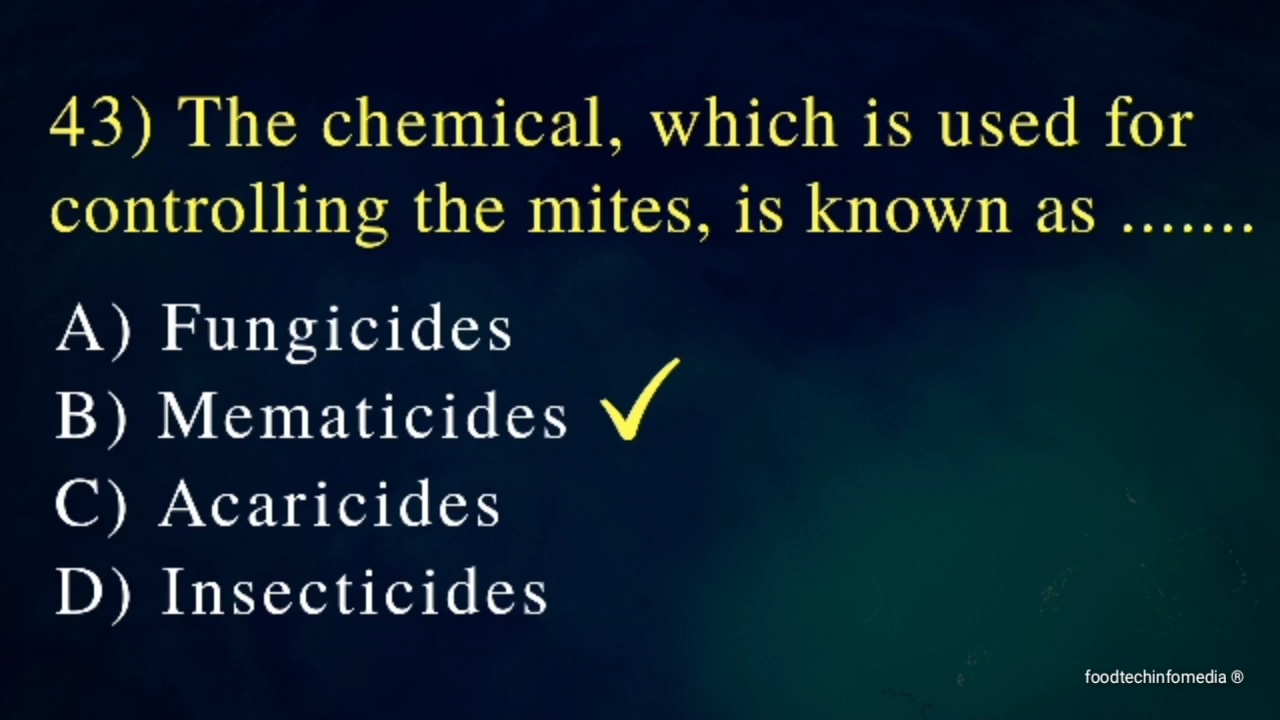 43) The chemical, which is used for
controlling the mites, is known as .......
A) Fungicides
B) Mematicides ✓
C) Acaricides
D) Insecticides
foodtechinfomedia ®